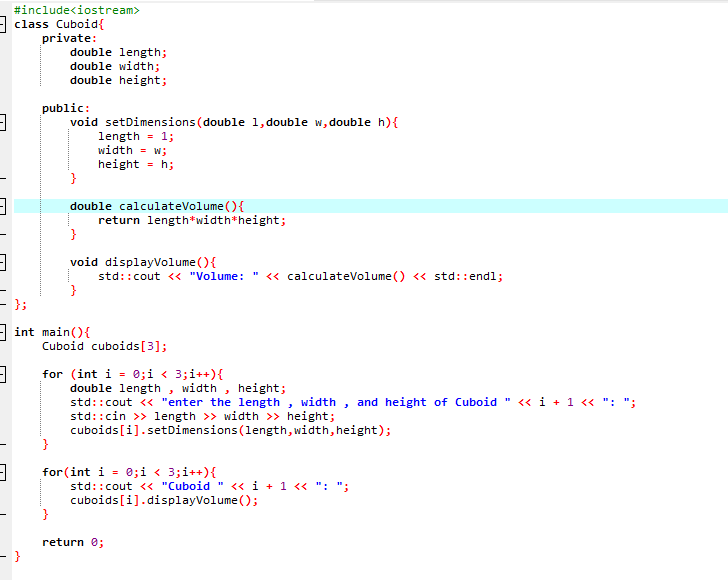 #include<iostream>
class Cuboid{
    private:
        double length;
        double width;
        double height;

    public:
        void setDimensions(double l,double w,double h){
            length = l;
            width = w;
            height = h;
        }

        double calculateVolume(){
            return length*width*height;
        }

        void displayVolume(){
            std::cout << "Volume: " << calculateVolume() << std::endl;
        }
};

int main(){
    Cuboid cuboids[3];

    for (int i = 0;i < 3;i++){
        double length , width , height;
        std::cout << "enter the length , width , and height of Cuboid " << i + 1 << ": ";
        std::cin >> length >> width >> height;
        cuboids[i].setDimensions(length,width,height);
    }

    for(int i = 0;i < 3;i++){
        std::cout << "Cuboid " << i + 1 << ": ";
        cuboids[i].displayVolume();
    }

    return 0;
}